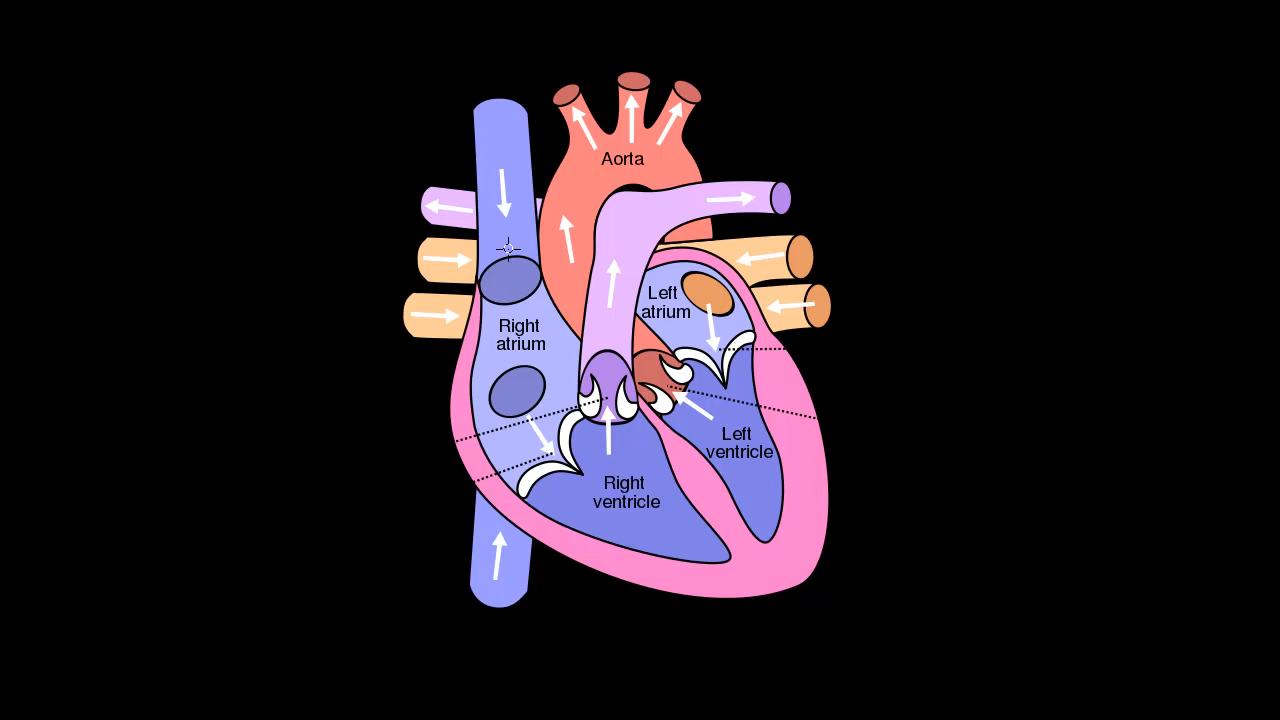 Aorta
Left
atrium
Right
atrium
Left
ventricle
Right
ventricle